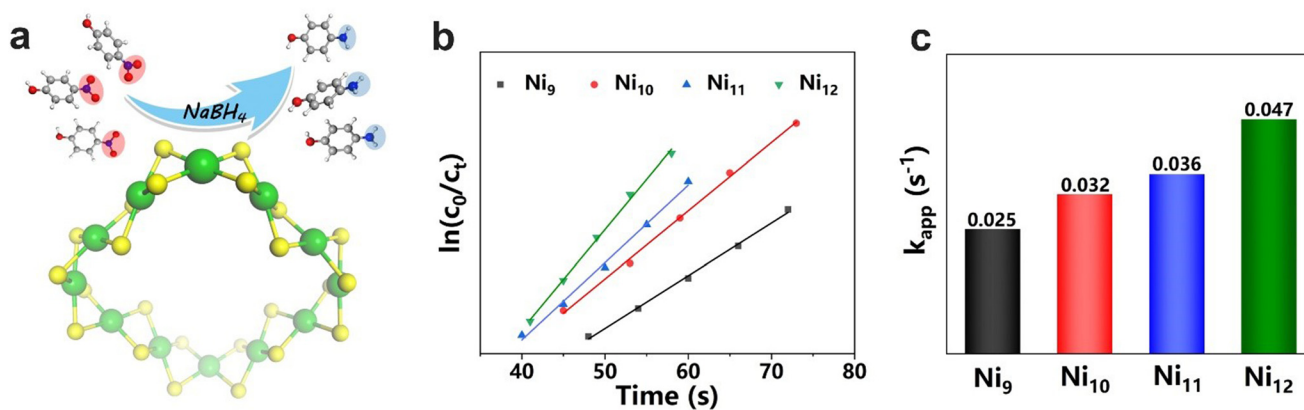 a
NaBH₄
b
Ni₉ Ni₁₀ Ni₁₁ Ni₁₂
ln(c₀/cₜ)
40 50 60 70 80
Time (s)
c
kₐₚₚ (s⁻¹)
0.025
0.032
0.036
0.047
Ni₉ Ni₁₀ Ni₁₁ Ni₁₂